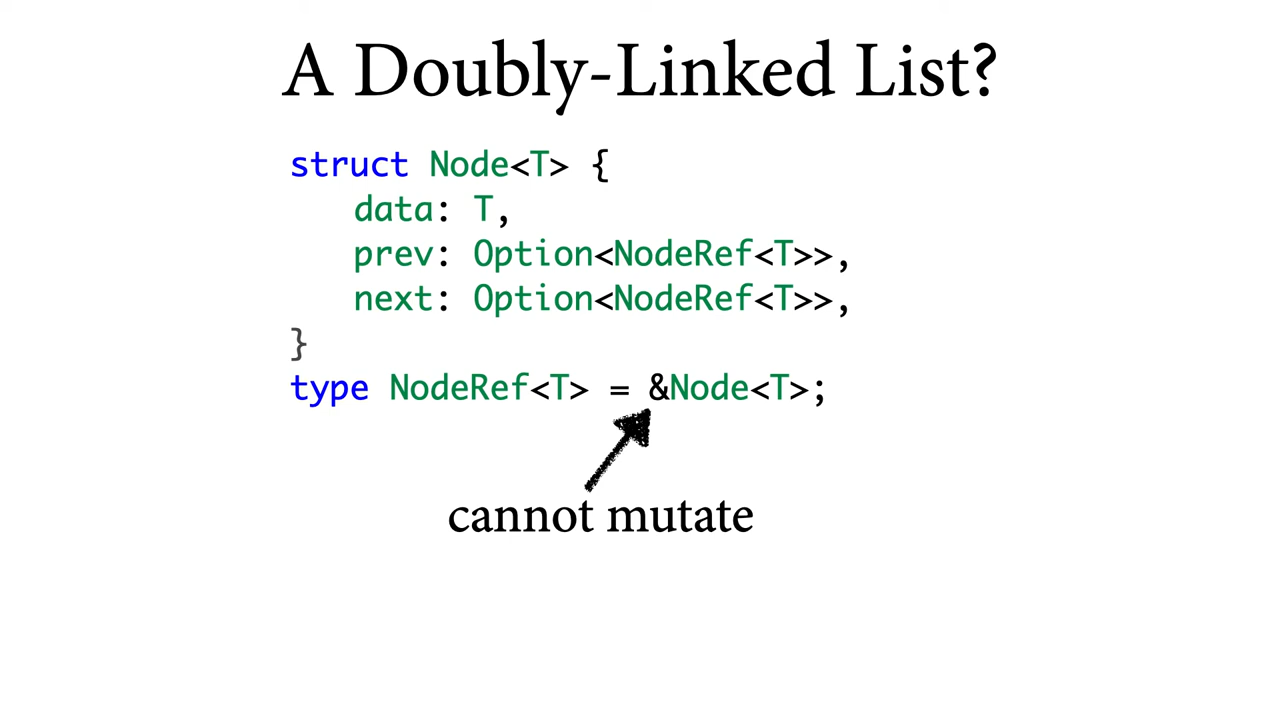 A Doubly-Linked List?
struct Node<T> {
data: T,
prev: Option<NodeRef<T>>,
next: Option<NodeRef<T>>,
}
type NodeRef<T> = &Node<T>;
cannot mutate